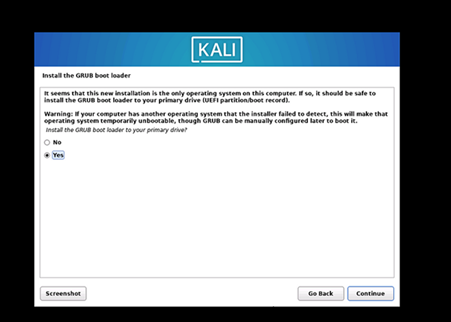 KALI
Install the GRUB boot loader
It seems that this new installation is the only operating system on this computer. If so, it should be safe to
install the GRUB boot loader to your primary drive (UEFI partition/boot record).
Warning: If your computer has another operating system that the installer failed to detect, this will make that
operating system temporarily unbootable, though GRUB can be manually configured later to boot it.
Install the GRUB boot loader to your primary drive?
No
Yes
Screenshot
Go Back
Continue